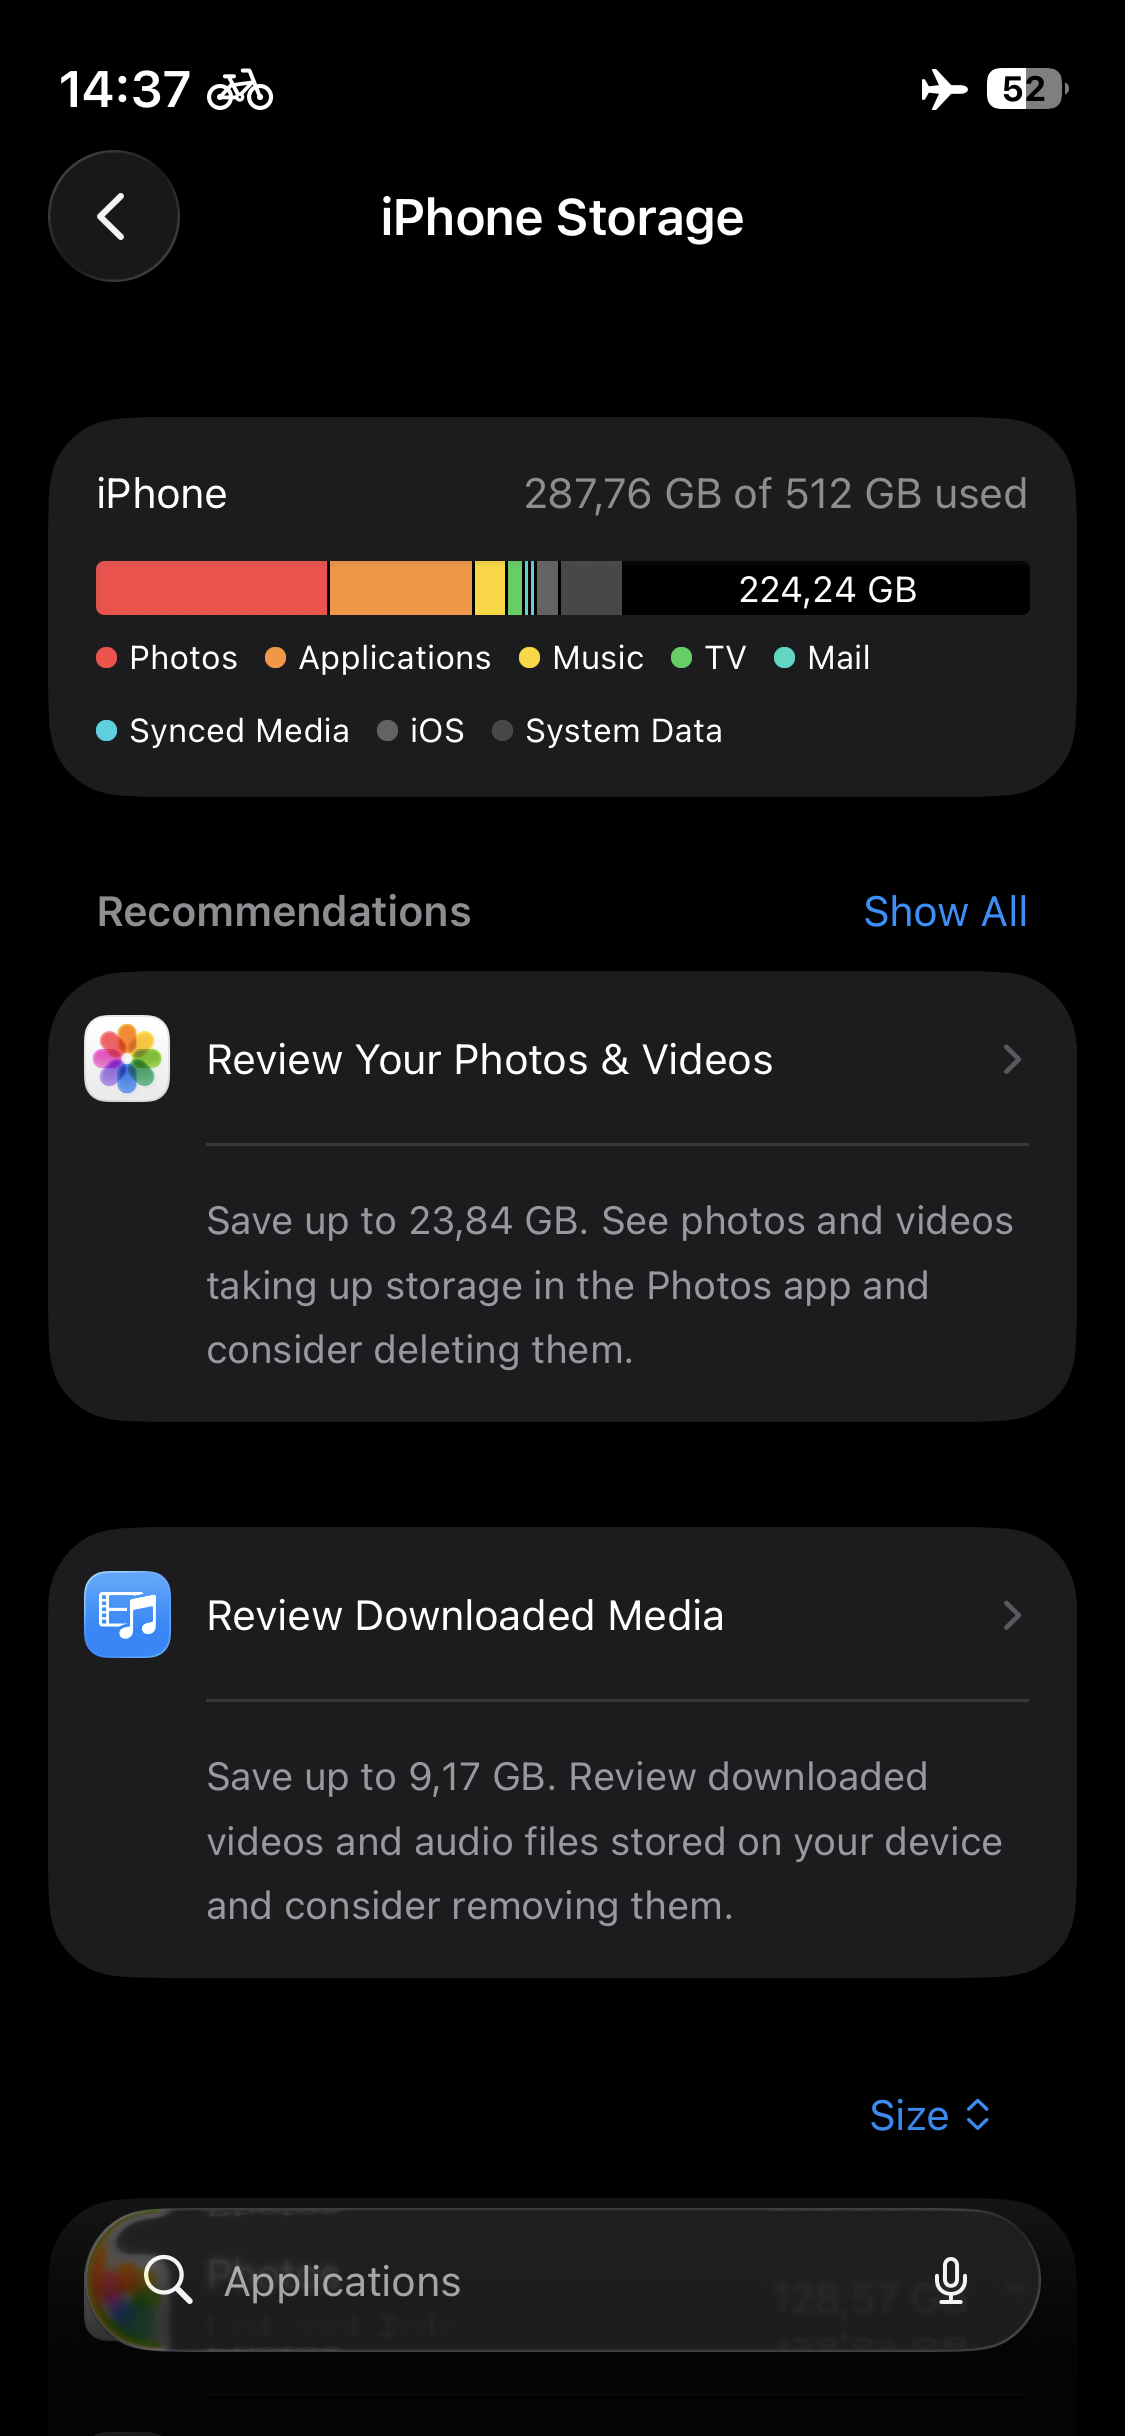 14:37
52
iPhone Storage
iPhone
287,76 GB of 512 GB used
224,24 GB
Photos Applications Music TV Mail
Synced Media iOS System Data
Recommendations
Show All
Review Your Photos & Videos
Save up to 23,84 GB. See photos and videos
taking up storage in the Photos app and
consider deleting them.
Review Downloaded Media
Save up to 9,17 GB. Review downloaded
videos and audio files stored on your device
and consider removing them.
Size
Photos
Applications
128,57 GB